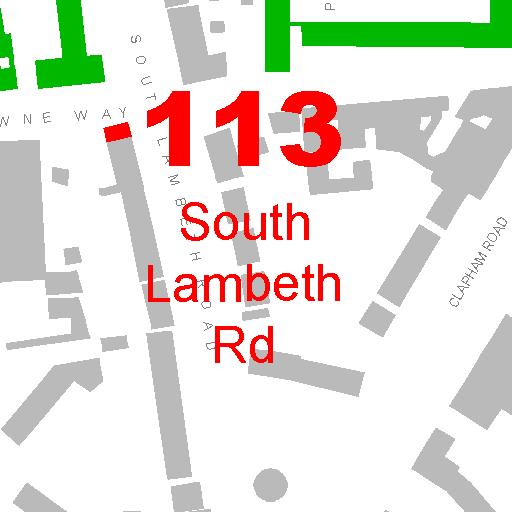 P
WNE WAY
SOUTH LAMBETH ROAD
113
South
Lambeth
Rd
CLAPHAM ROAD